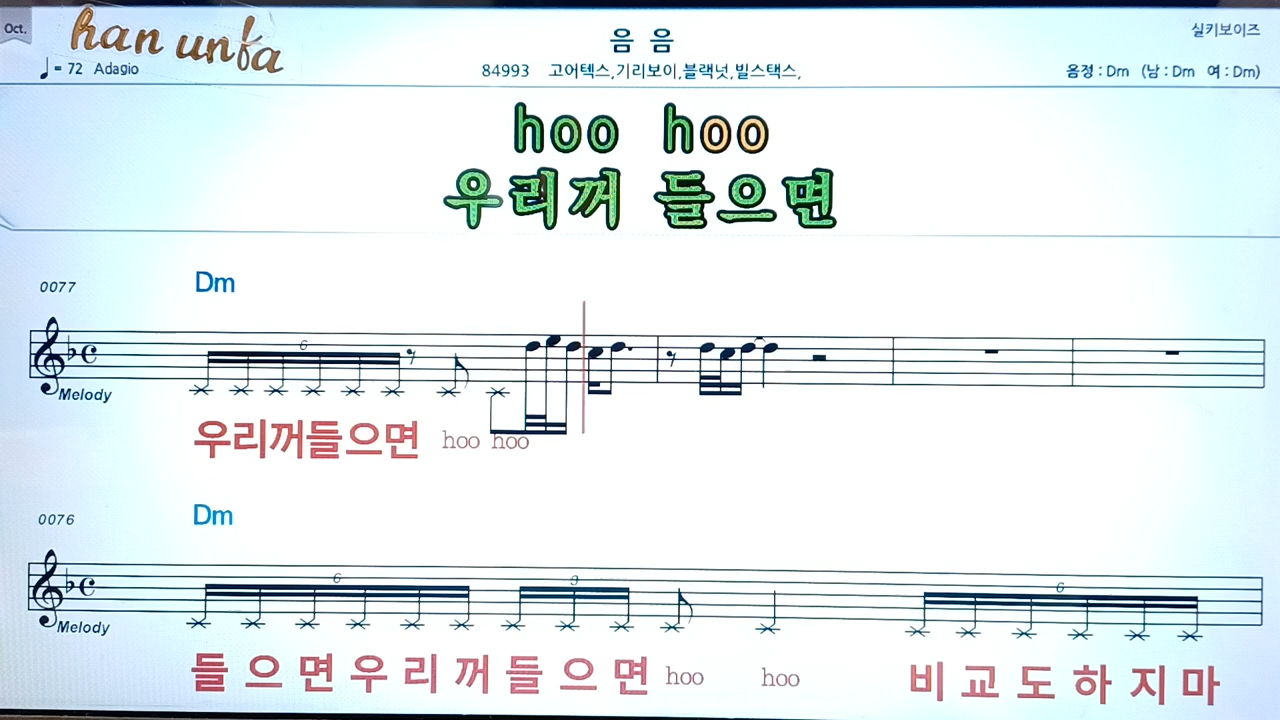 Oct.
han unfa
음 음
실키보이즈
♩= 72 Adagio
84993 고어텍스,기리보이,블랙넛,빌스택스,
음정 : Dm (남 : Dm 여 : Dm)
hoo hoo
우리꺼 들으면
0077
Dm
6
Melody
우리꺼들으면 hoo hoo
0076
Dm
6 9 6
Melody
들 으 면 우 리 꺼 들 으 면 hoo hoo 비 교 도 하 지 마